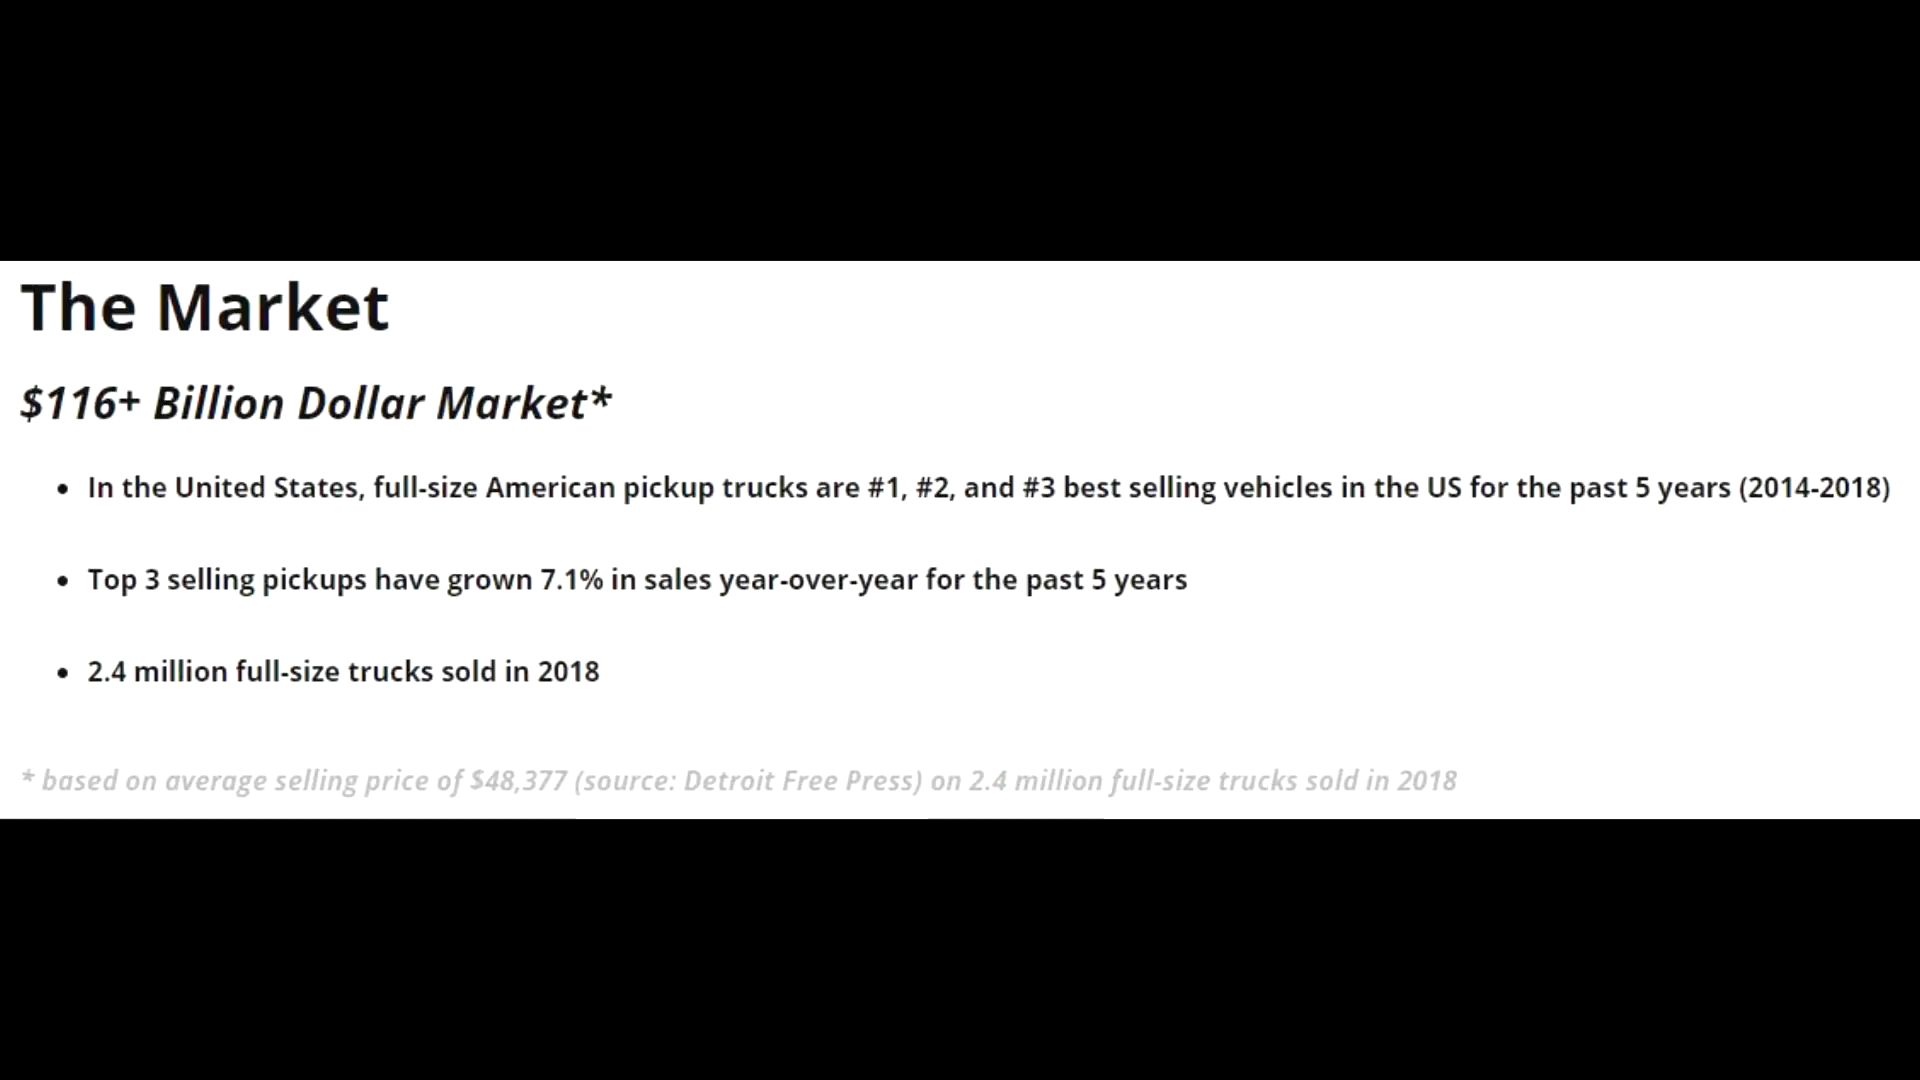 The Market
$116+ Billion Dollar Market*
• In the United States, full-size American pickup trucks are #1, #2, and #3 best selling vehicles in the US for the past 5 years (2014-2018)
• Top 3 selling pickups have grown 7.1% in sales year-over-year for the past 5 years
• 2.4 million full-size trucks sold in 2018
* based on average selling price of $48,377 (source: Detroit Free Press) on 2.4 million full-size trucks sold in 2018